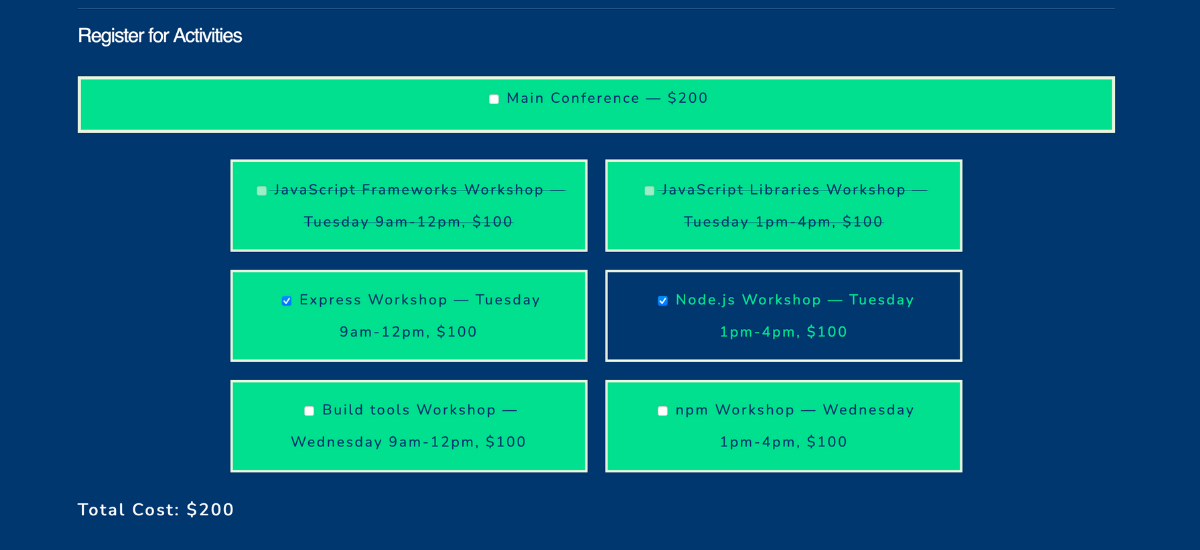 Register for Activities
Main Conference — $200
JavaScript Frameworks Workshop —
Tuesday 9am-12pm, $100
JavaScript Libraries Workshop —
Tuesday 1pm-4pm, $100
Express Workshop — Tuesday
9am-12pm, $100
Node.js Workshop — Tuesday
1pm-4pm, $100
Build tools Workshop —
Wednesday 9am-12pm, $100
npm Workshop — Wednesday
1pm-4pm, $100
Total Cost: $200